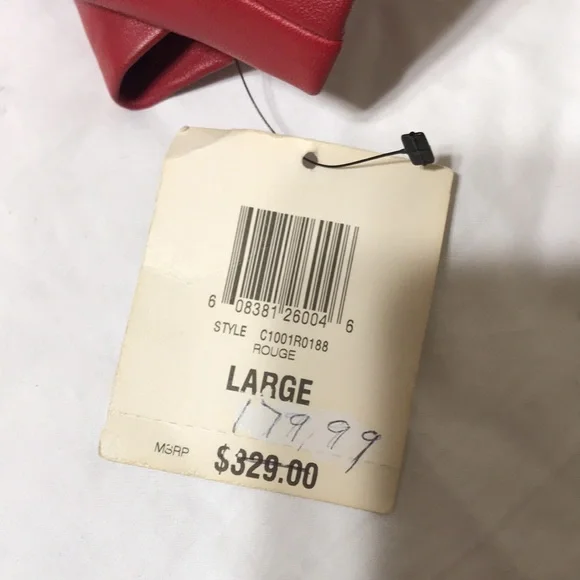 6 08381 26004 6
STYLE C1001R0188
ROUGE
LARGE
179.99
MSRP $329.00